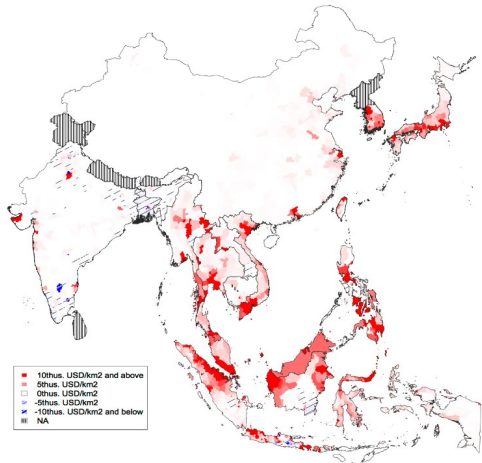 10thus. USD/km2 and above
5thus. USD/km2
0thus. USD/km2
-5thus. USD/km2
-10thus. USD/km2 and below
NA